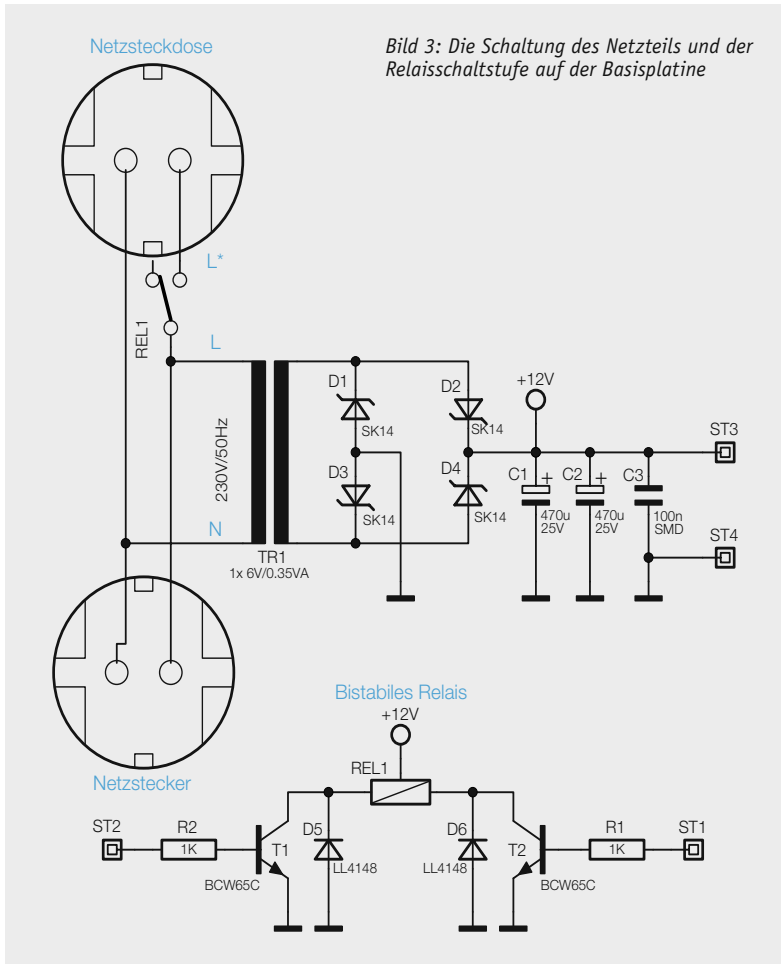 Netzsteckdose
Bild 3: Die Schaltung des Netzteils und der
Relaisschaltstufe auf der Basisplatine
L*
REL1
L
230V/50Hz
N
TR1
1x 6V/0.35VA
D1
SK14
D2
SK14
D3
SK14
D4
SK14
+12V
C1
+
470u
25V
C2
+
470u
25V
C3
100n
SMD
ST3
ST4
Netzstecker
Bistabiles Relais
+12V
REL1
ST2
R2
1K
T1
BCW65C
D5
LL4148
D6
LL4148
T2
BCW65C
R1
1K
ST1